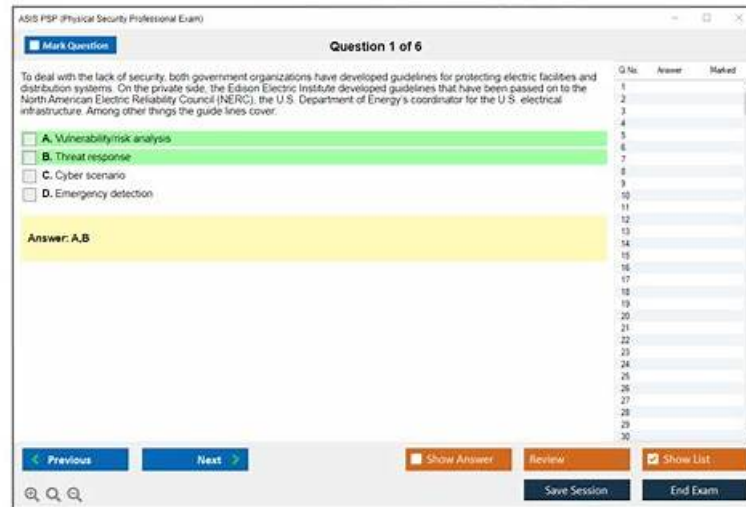 ASIS PSP (Physical Security Professional Exam)
Mark Question
Question 1 of 6
To deal with the lack of security, both government organizations have developed guidelines for protecting electric facilities and
distribution systems. On the private side, the Edison Electric Institute developed guidelines that have been passed on to the
North American Electric Reliability Council (NERC), the U.S. Department of Energy's coordinator for the U.S. electrical
infrastructure. Among other things the guide lines cover:
A. Vulnerability/risk analysis
B. Threat response
C. Cyber scenario
D. Emergency detection
Answer: A,B
Q.No. Answer Marked
1
2
3
4
5
6
7
8
9
10
11
12
13
14
15
16
17
18
19
20
21
22
23
24
25
26
27
28
29
30
Previous
Next
Show Answer
Review
Show List
Save Session
End Exam